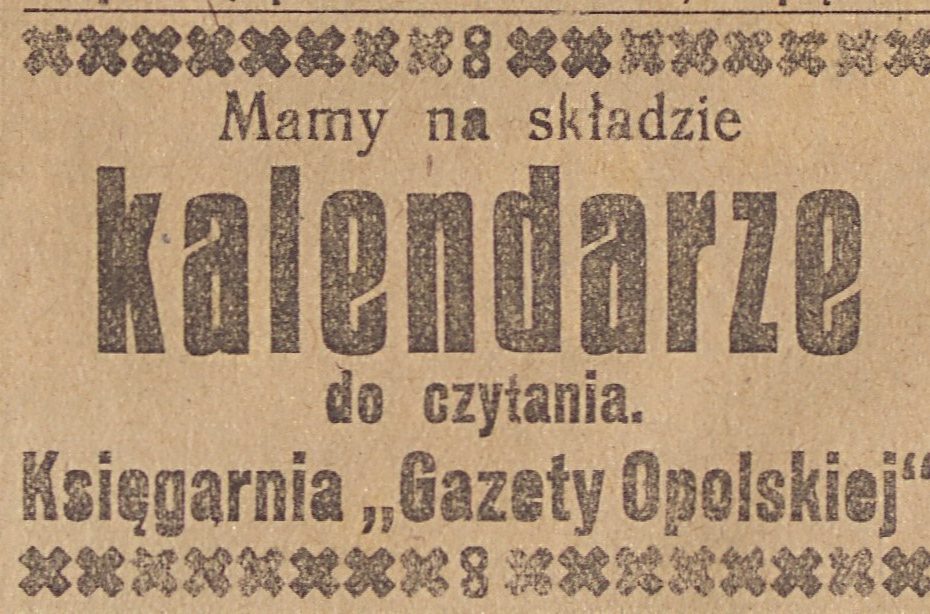 Mamy na składzie
kalendarze
do czytania.
Księgarnia „Gazety Opolskiej“